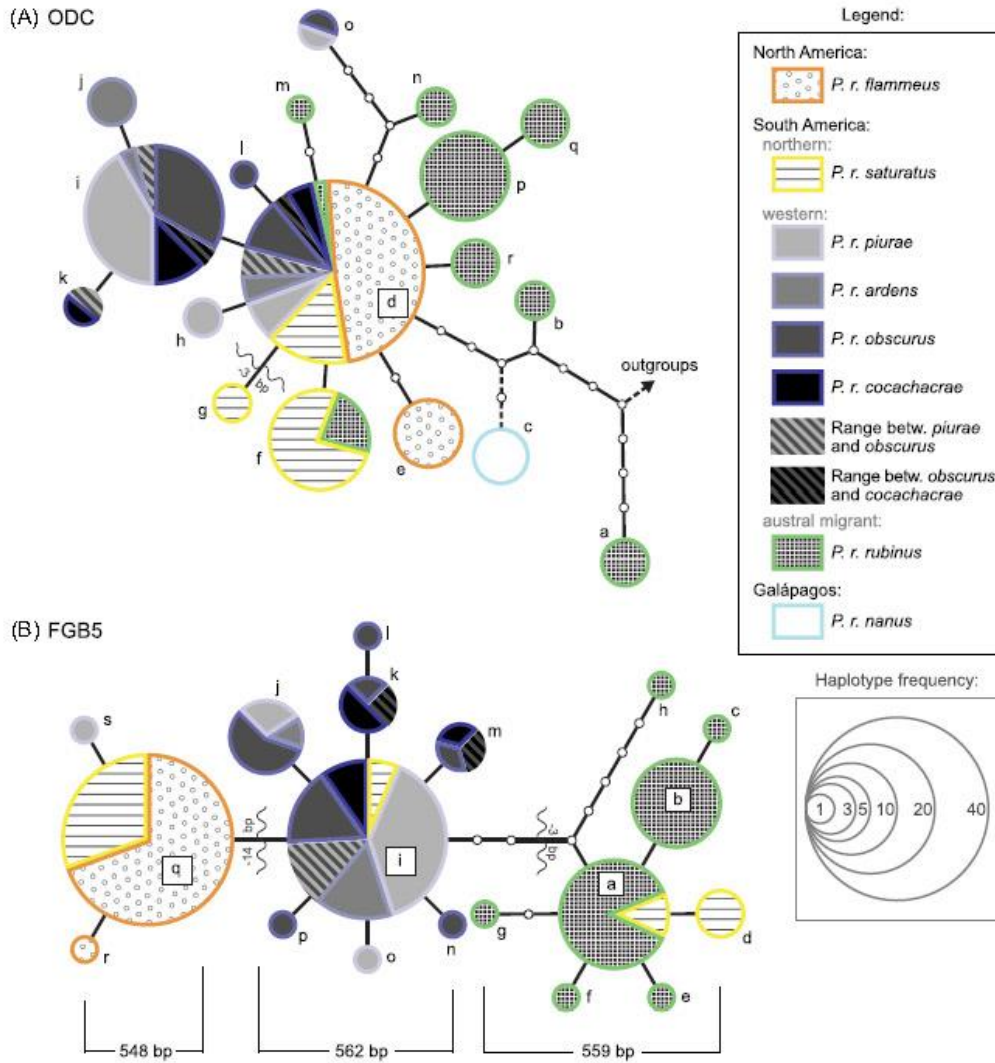 (A) ODC
o
j
m
n
q
l
i
p
r
k
d
b
h
outgroups
-3 bp
g
c
f
e
a
Legend:
North America:
P. r. flammeus
South America:
northern:
P. r. saturatus
western:
P. r. piurae
P. r. ardens
P. r. obscurus
P. r. cocachacrae
Range betw. piurae
and obscurus
Range betw. obscurus
and cocachacrae
austral migrant:
P. r. rubinus
Galápagos:
P. r. nanus
(B) FGB5
l
k
h
j
c
s
m
b
-14 bp
-3 bp
q
i
a
g
d
r
p
n
o
f
e
548 bp
562 bp
559 bp
Haplotype frequency:
1 3 5 10 20 40